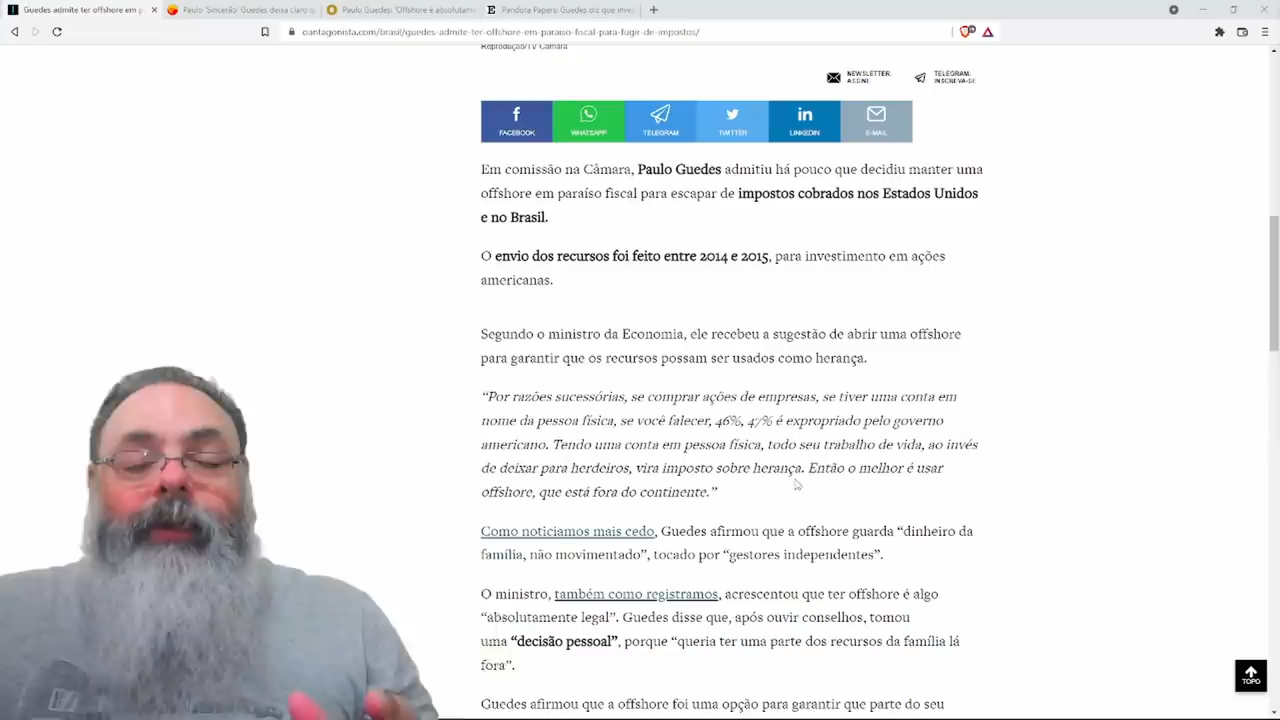 Guedes admite ter offshore em p
Paulo 'Sincerão' Guedes deixa claro q
Paulo Guedes: 'Offshore é absolutam
Pandora Papers: Guedes diz que inves
oantagonista.com/brasil/guedes-admite-ter-offshore-em-paraiso-fiscal-para-fugir-de-impostos/
Reprodução/TV Câmara
NEWSLETTER:
ASSINE
TELEGRAM:
INSCREVA-SE
FACEBOOK
WHATSAPP
TELEGRAM
TWITTER
LINKEDIN
E-MAIL
Em comissão na Câmara, Paulo Guedes admitiu há pouco que decidiu manter uma
offshore em paraíso fiscal para escapar de impostos cobrados nos Estados Unidos
e no Brasil.
O envio dos recursos foi feito entre 2014 e 2015, para investimento em ações
americanas.
Segundo o ministro da Economia, ele recebeu a sugestão de abrir uma offshore
para garantir que os recursos possam ser usados como herança.
“Por razões sucessórias, se comprar ações de empresas, se tiver uma conta em
nome da pessoa física, se você falecer, 46%, 47% é expropriado pelo governo
americano. Tendo uma conta em pessoa física, todo seu trabalho de vida, ao invés
de deixar para herdeiros, vira imposto sobre herança. Então o melhor é usar
offshore, que está fora do continente.”
Como noticiamos mais cedo, Guedes afirmou que a offshore guarda “dinheiro da
família, não movimentado”, tocado por “gestores independentes”.
O ministro, também como registramos, acrescentou que ter offshore é algo
“absolutamente legal”. Guedes disse que, após ouvir conselhos, tomou
uma “decisão pessoal”, porque “queria ter uma parte dos recursos da família lá
fora”.
Guedes afirmou que a offshore foi uma opção para garantir que parte do seu
TOPO